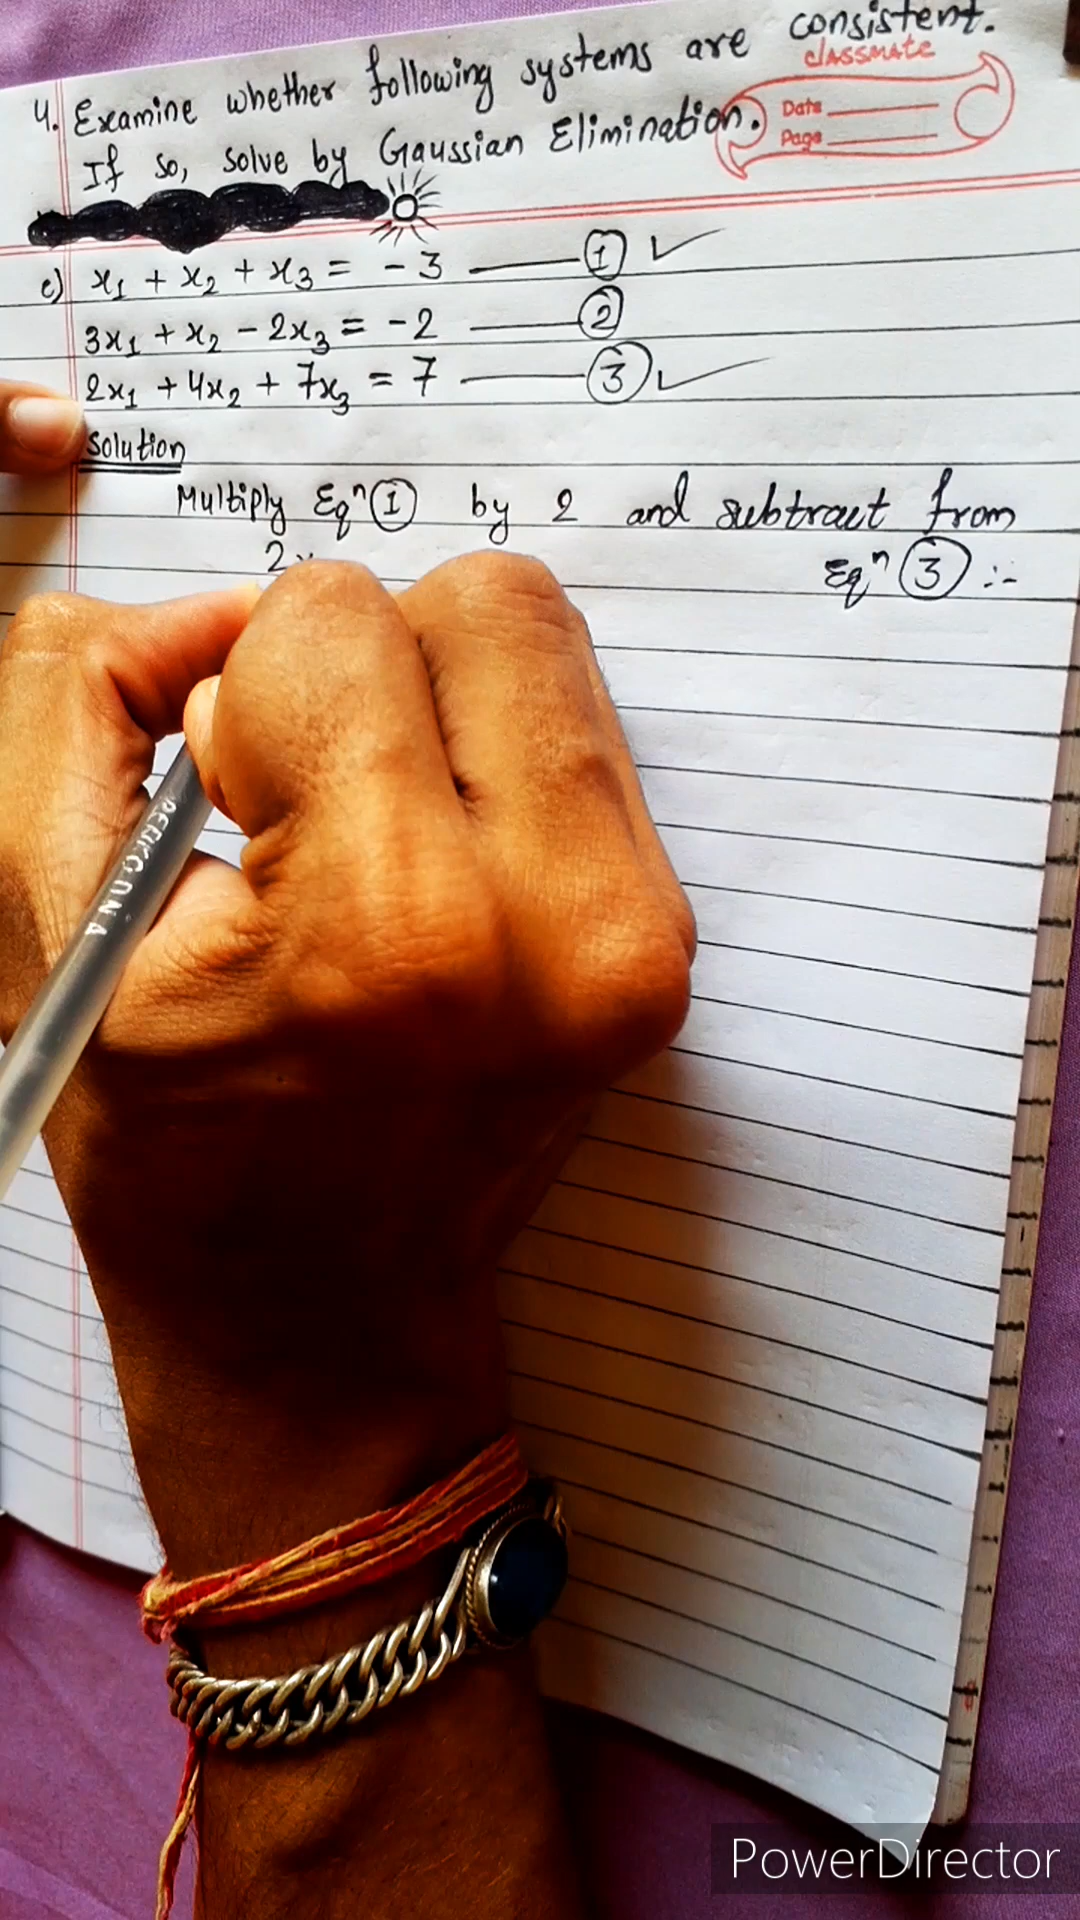 4. Examine whether following systems are consistent.
If so, solve by Gaussian Elimination.
classmate
Date
Page
c) x₁ + x₂ + x₃ = -3 ——— ①
3x₁ + x₂ - 2x₃ = -2 ——— ②
2x₁ + 4x₂ + 7x₃ = 7 ——— ③
Solution
Multiply Eqⁿ ① by 2 and subtract from
Eqⁿ ③ :-
2x
PowerDirector